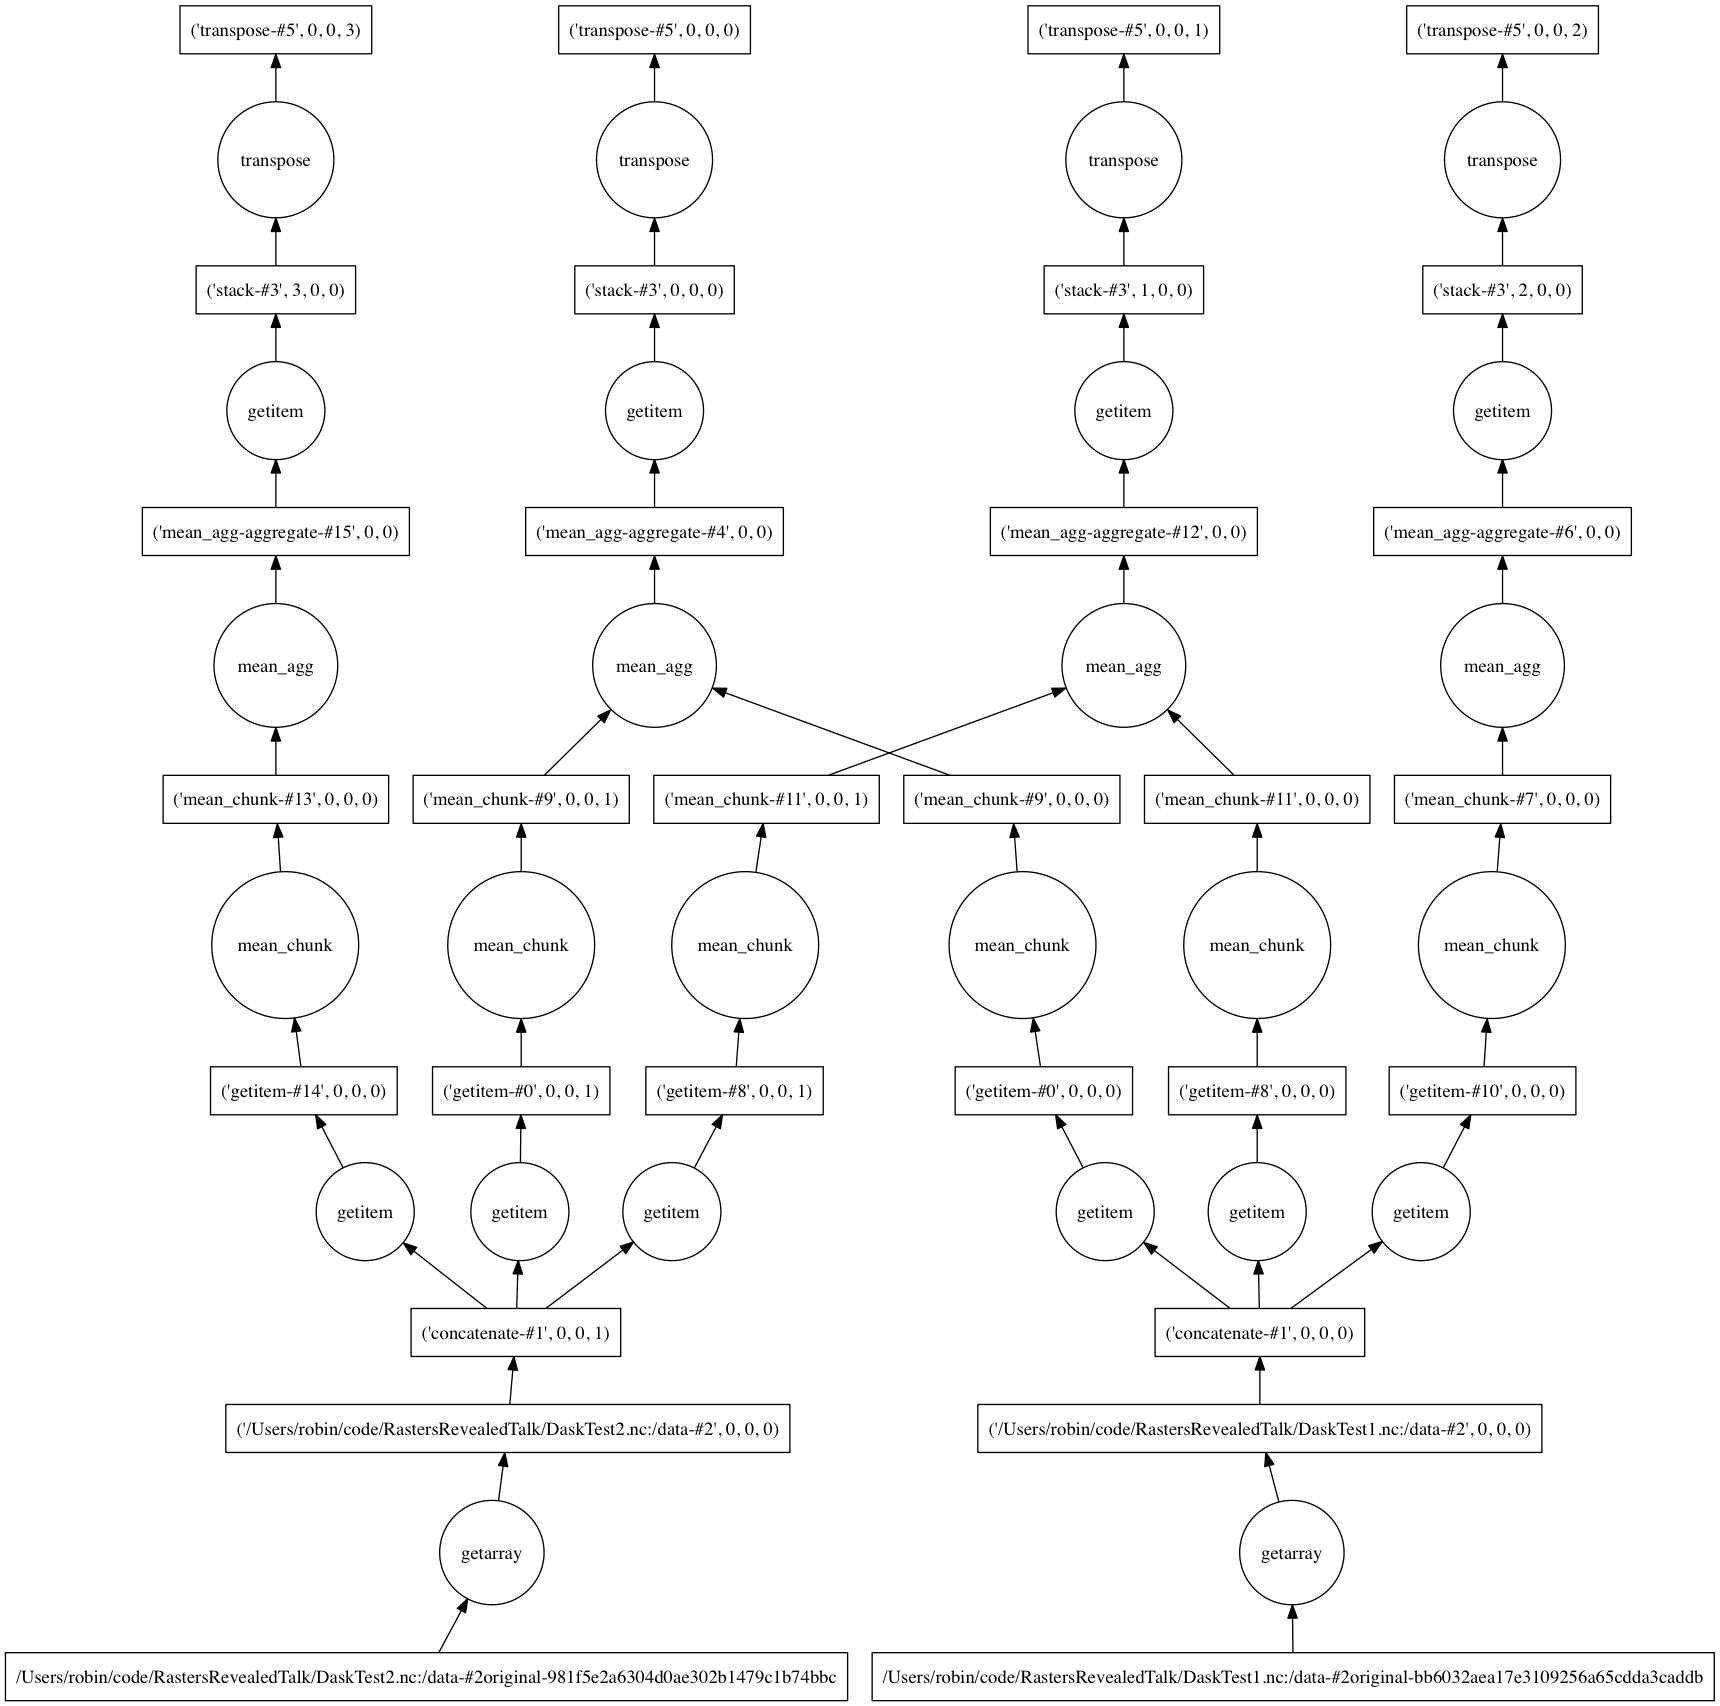 ('transpose-#5', 0, 0, 3)
('transpose-#5', 0, 0, 0)
('transpose-#5', 0, 0, 1)
('transpose-#5', 0, 0, 2)
transpose
transpose
transpose
transpose
('stack-#3', 3, 0, 0)
('stack-#3', 0, 0, 0)
('stack-#3', 1, 0, 0)
('stack-#3', 2, 0, 0)
getitem
getitem
getitem
getitem
('mean_agg-aggregate-#15', 0, 0)
('mean_agg-aggregate-#4', 0, 0)
('mean_agg-aggregate-#12', 0, 0)
('mean_agg-aggregate-#6', 0, 0)
mean_agg
mean_agg
mean_agg
mean_agg
('mean_chunk-#13', 0, 0, 0)
('mean_chunk-#9', 0, 0, 1)
('mean_chunk-#11', 0, 0, 1)
('mean_chunk-#9', 0, 0, 0)
('mean_chunk-#11', 0, 0, 0)
('mean_chunk-#7', 0, 0, 0)
mean_chunk
mean_chunk
mean_chunk
mean_chunk
mean_chunk
mean_chunk
('getitem-#14', 0, 0, 0)
('getitem-#0', 0, 0, 1)
('getitem-#8', 0, 0, 1)
('getitem-#0', 0, 0, 0)
('getitem-#8', 0, 0, 0)
('getitem-#10', 0, 0, 0)
getitem
getitem
getitem
getitem
getitem
getitem
('concatenate-#1', 0, 0, 1)
('concatenate-#1', 0, 0, 0)
('/Users/robin/code/RastersRevealedTalk/DaskTest2.nc:/data-#2', 0, 0, 0)
('/Users/robin/code/RastersRevealedTalk/DaskTest1.nc:/data-#2', 0, 0, 0)
getarray
getarray
/Users/robin/code/RastersRevealedTalk/DaskTest2.nc:/data-#2original-981f5e2a6304d0ae302b1479c1b74bbc
/Users/robin/code/RastersRevealedTalk/DaskTest1.nc:/data-#2original-bb6032aea17e3109256a65cdda3caddb